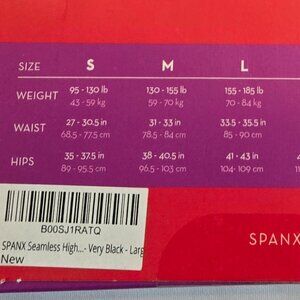 SIZE S M L
WEIGHT 95 - 130 lb 130 - 155 lb 155 - 185 lb
43 - 59 kg 59 - 70 kg 70 - 84 kg
WAIST 27 - 30.5 in 31 - 33 in 33.5 - 35.5 in
68.5 - 77.5 cm 78.5 - 84 cm 85 - 90 cm
HIPS 35 - 37.5 in 38 - 40.5 in 41 - 43 in
89 - 95.5 cm 96.5 - 103 cm 104 - 109 cm
B00SJ1RATQ
SPANX Seamless High...- Very Black - Larg
New
SPANX